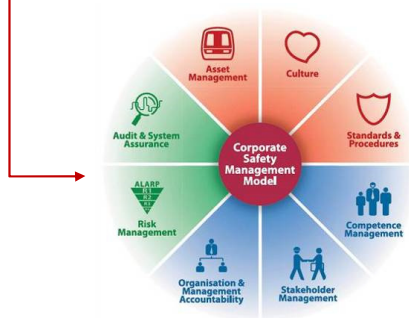 Asset
Management
Culture
Audit & System
Assurance
Standards &
Procedures
Corporate
Safety
Management
Model
ALARP
Risk
Management
Competence
Management
Organisation &
Management
Accountability
Stakeholder
Management